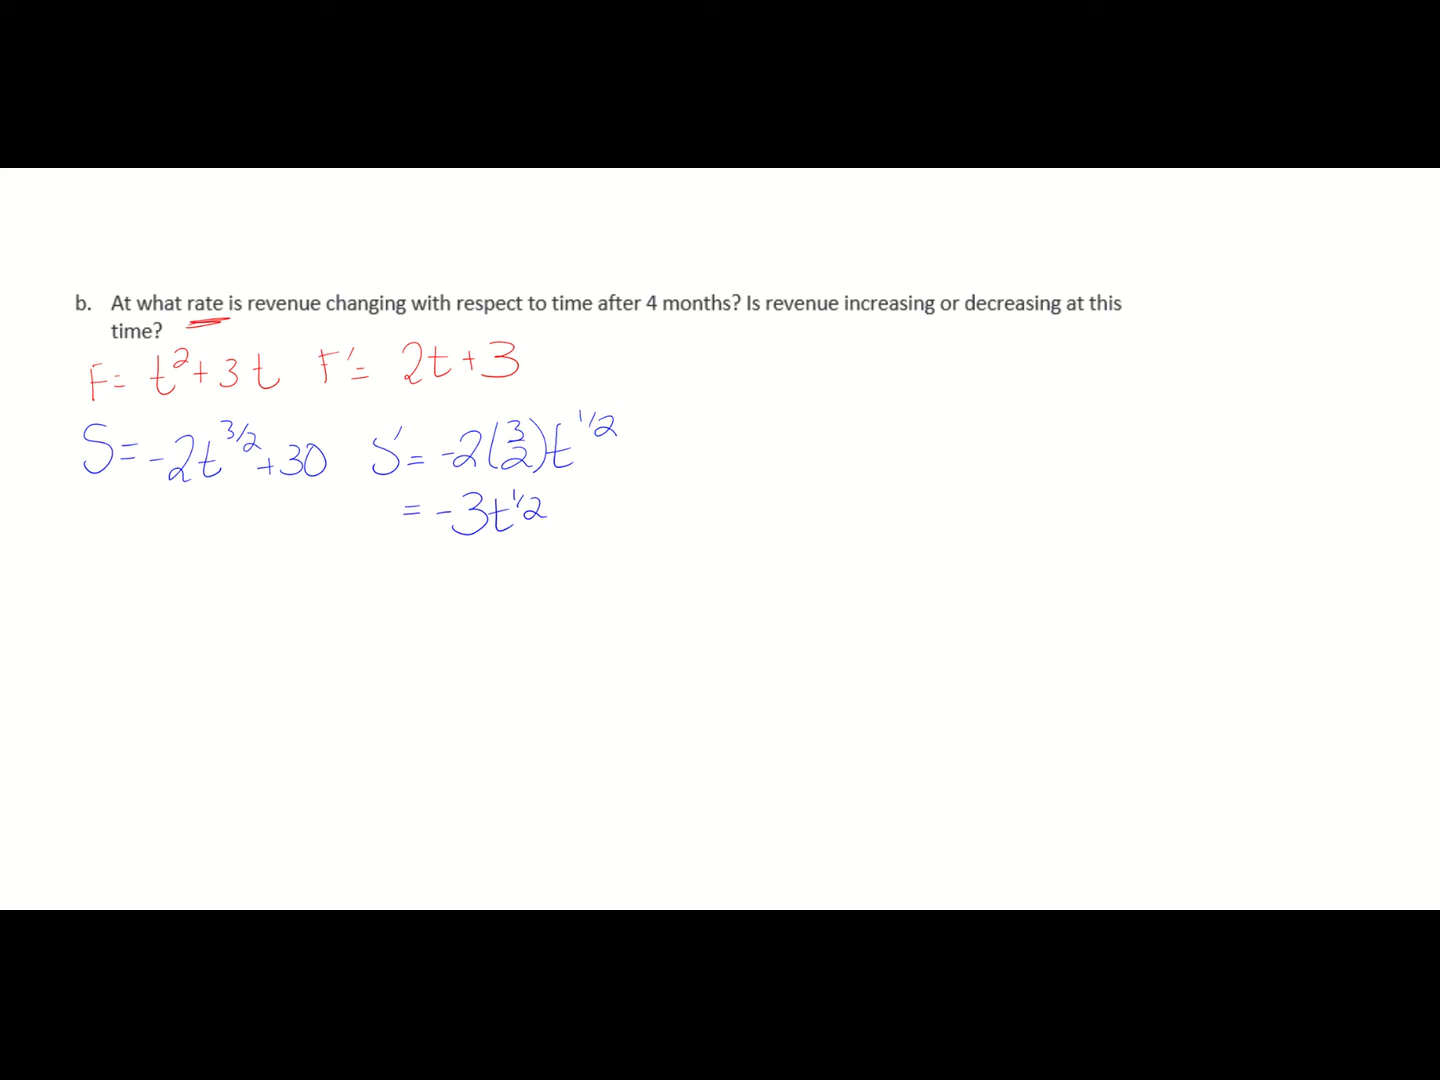 b. At what rate is revenue changing with respect to time after 4 months? Is revenue increasing or decreasing at this
time?
F = t² + 3t F' = 2t + 3
S = -2t^3/2 + 30 S' = -2(3/2)t^1/2
= -3t^1/2